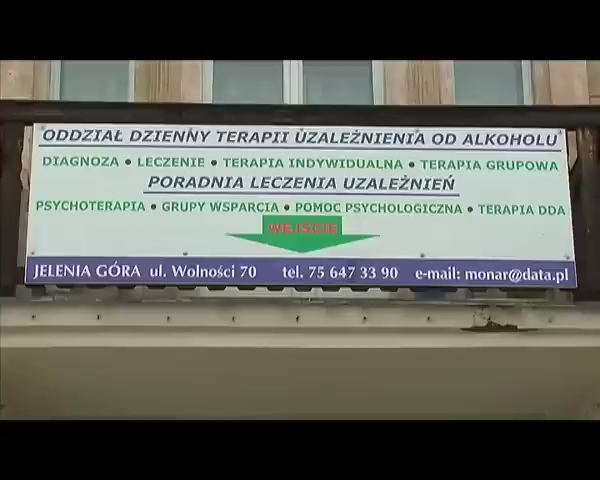 ODDZIAŁ DZIENNY TERAPII UZALEŻNIENIA OD ALKOHOLU
DIAGNOZA • LECZENIE • TERAPIA INDYWIDUALNA • TERAPIA GRUPOWA
PORADNIA LECZENIA UZALEŻNIEŃ
PSYCHOTERAPIA • GRUPY WSPARCIA • POMOC PSYCHOLOGICZNA • TERAPIA DDA
WEJŚCIE
JELENIA GÓRA ul. Wolności 70 tel. 75 647 33 90 e-mail: monar@data.pl